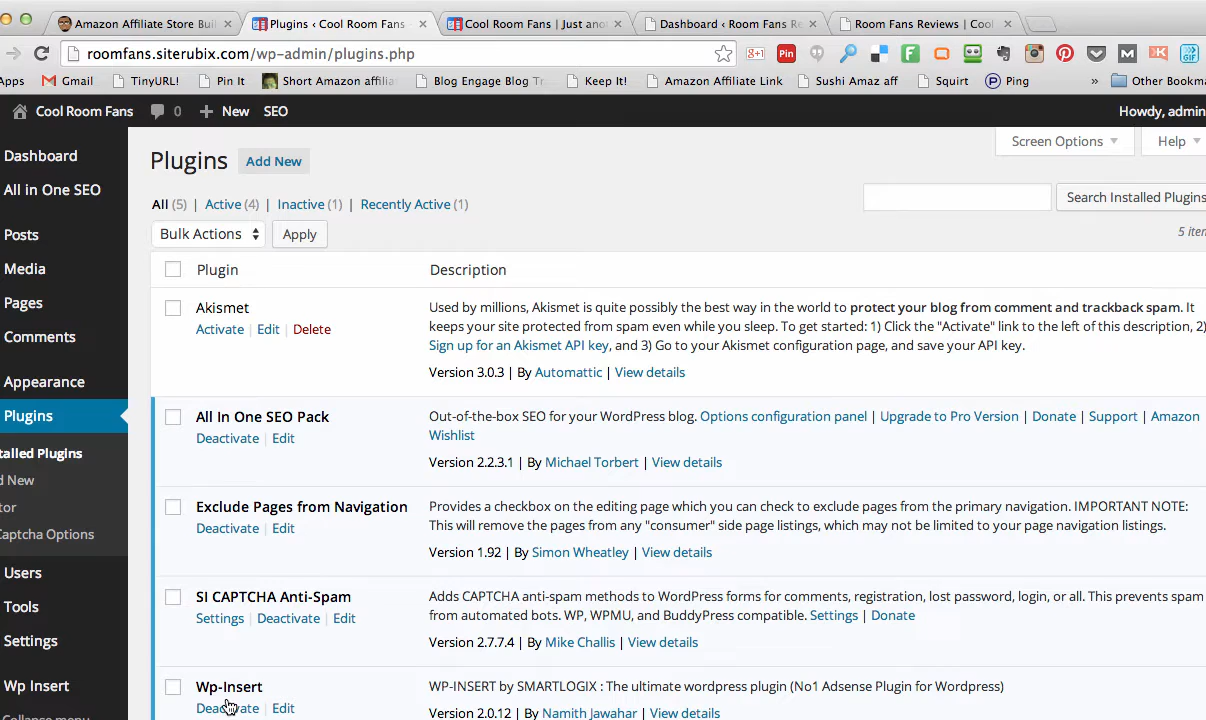 Amazon Affiliate Store Buil
Plugins ‹ Cool Room Fans
Cool Room Fans | Just ano
Dashboard ‹ Room Fans Re
Room Fans Reviews | Cool
roomfans.siterubix.com/wp-admin/plugins.php
Apps
Gmail
TinyURL!
Pin It
Short Amazon affilia
Blog Engage Blog Tr
Keep It!
Amazon Affiliate Link
Sushi Amaz aff
Squirt
Ping
»
Other Bookma
Cool Room Fans
0
New
SEO
Howdy, admin
Dashboard
All in One SEO
Posts
Media
Pages
Comments
Appearance
Plugins
talled Plugins
d New
tor
Captcha Options
Users
Tools
Settings
Wp Insert
Collapse menu
Plugins Add New
Screen Options
Help
All (5) | Active (4) | Inactive (1) | Recently Active (1)
Search Installed Plugins
Bulk Actions
Apply
5 iten
Plugin
Description
Akismet
Activate | Edit | Delete
Used by millions, Akismet is quite possibly the best way in the world to protect your blog from comment and trackback spam. It
keeps your site protected from spam even while you sleep. To get started: 1) Click the "Activate" link to the left of this description, 2)
Sign up for an Akismet API key, and 3) Go to your Akismet configuration page, and save your API key.
Version 3.0.3 | By Automattic | View details
All In One SEO Pack
Deactivate | Edit
Out-of-the-box SEO for your WordPress blog. Options configuration panel | Upgrade to Pro Version | Donate | Support | Amazon
Wishlist
Version 2.2.3.1 | By Michael Torbert | View details
Exclude Pages from Navigation
Deactivate | Edit
Provides a checkbox on the editing page which you can check to exclude pages from the primary navigation. IMPORTANT NOTE:
This will remove the pages from any "consumer" side page listings, which may not be limited to your page navigation listings.
Version 1.92 | By Simon Wheatley | View details
SI CAPTCHA Anti-Spam
Settings | Deactivate | Edit
Adds CAPTCHA anti-spam methods to WordPress forms for comments, registration, lost password, login, or all. This prevents spam
from automated bots. WP, WPMU, and BuddyPress compatible. Settings | Donate
Version 2.7.7.4 | By Mike Challis | View details
Wp-Insert
Deactivate | Edit
WP-INSERT by SMARTLOGIX : The ultimate wordpress plugin (No1 Adsense Plugin for Wordpress)
Version 2.0.12 | By Namith Jawahar | View details